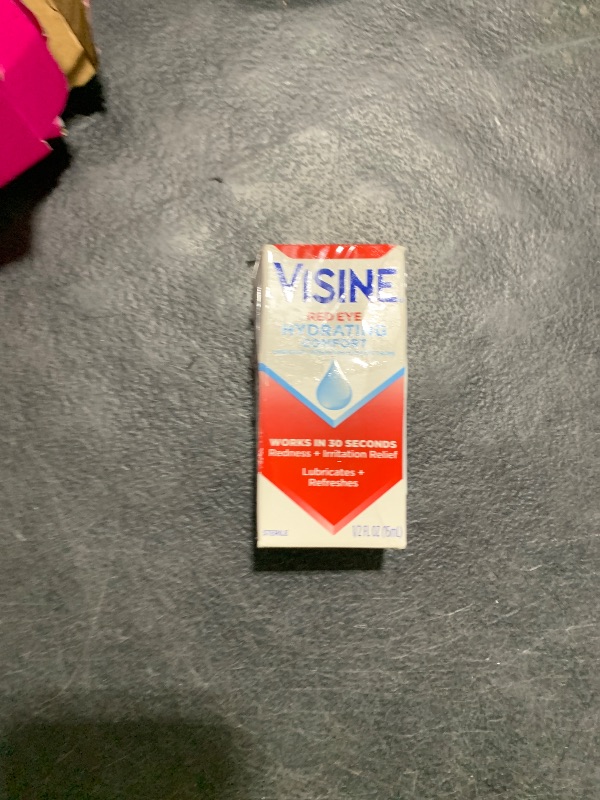 VISINE
RED EYE
HYDRATING
COMFORT
WORKS IN 30 SECONDS
Redness + Irritation Relief
Lubricates +
Refreshes
STERILE
1/2 FL OZ (15mL)